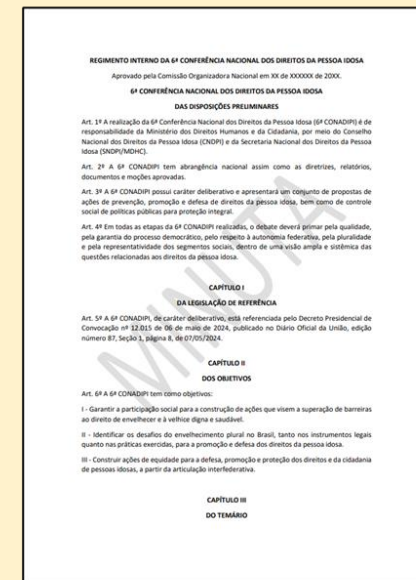 REGIMENTO INTERNO DA 6ª CONFERÊNCIA NACIONAL DOS DIREITOS DA PESSOA IDOSA
Aprovado pela Comissão Organizadora Nacional em XX de XXXXXX de 20XX.
6ª CONFERÊNCIA NACIONAL DOS DIREITOS DA PESSOA IDOSA
DAS DISPOSIÇÕES PRELIMINARES
Art. 1º A realização da 6ª Conferência Nacional dos Direitos da Pessoa Idosa (6ª CONADIPI) é de
responsabilidade da Ministério dos Direitos Humanos e da Cidadania, por meio do Conselho
Nacional dos Direitos da Pessoa Idosa (CNDPI) e da Secretaria Nacional dos Direitos da Pessoa
Idosa (SNDPI/MDHC).
Art. 2º A 6ª CONADIPI tem abrangência nacional assim como as diretrizes, relatórios,
documentos e moções aprovadas.
Art. 3º A 6ª CONADIPI possui caráter deliberativo e apresentará um conjunto de propostas de
ações de prevenção, promoção e defesa de direitos da pessoa idosa, bem como de controle
social de políticas públicas para proteção integral.
Art. 4º Em todas as etapas da 6ª CONADIPI realizadas, o debate deverá primar pela qualidade,
pela garantia do processo democrático, pelo respeito à autonomia federativa, pela pluralidade
e pela representatividade dos segmentos sociais, dentro de uma visão ampla e sistêmica das
questões relacionadas aos direitos da pessoa idosa.
CAPÍTULO I
DA LEGISLAÇÃO DE REFERÊNCIA
Art. 5º A 6ª CONADIPI, de caráter deliberativo, está referenciada pelo Decreto Presidencial de
Convocação nº 12.015 de 06 de maio de 2024, publicado no Diário Oficial da União, edição
número 87, Seção 1, página 8, de 07/05/2024.
CAPÍTULO II
DOS OBJETIVOS
Art. 6º A 6ª CONADIPI tem como objetivos:
I - Garantir a participação social para a construção de ações que visem a superação de barreiras
ao direito de envelhecer e à velhice digna e saudável.
II - Identificar os desafios do envelhecimento plural no Brasil, tanto nos instrumentos legais
quanto nas práticas exercidas, para a promoção e defesa dos direitos da pessoa idosa.
III - Construir ações de equidade para a defesa, promoção e proteção dos direitos e da cidadania
de pessoas idosas, a partir da articulação interfederativa.
CAPÍTULO III
DO TEMÁRIO
MINUTA